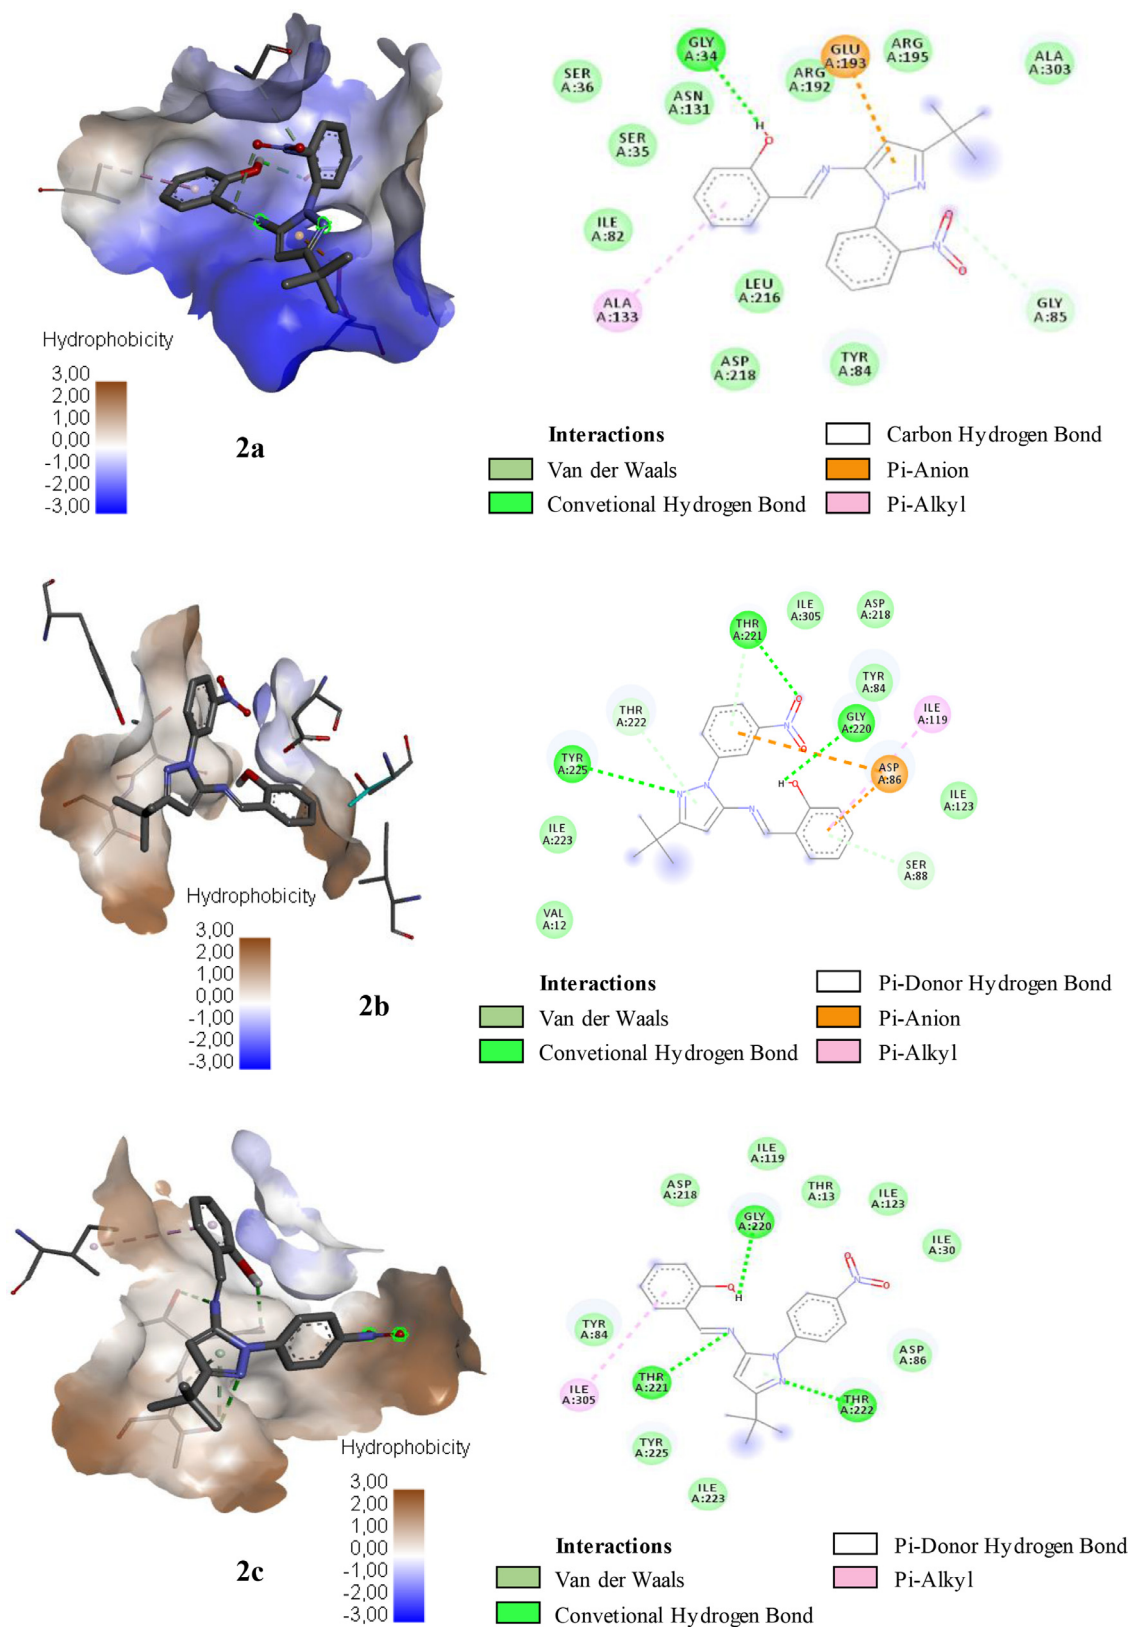 GLY
A:34
GLU
A:193
ARG
A:195
ALA
A:303
SER
A:36
ARG
A:192
ASN
A:131
H
O
SER
A:35
N
N
N
O
N
O
ILE
A:82
LEU
A:216
ALA
A:133
GLY
A:85
ASP
A:218
TYR
A:84
Hydrophobicity
3,00
2,00
1,00
0,00
-1,00
-2,00
-3,00
2a
Interactions
Van der Waals
Convetional Hydrogen Bond
Carbon Hydrogen Bond
Pi-Anion
Pi-Alkyl
ILE
A:305
ASP
A:218
THR
A:221
TYR
A:84
THR
A:222
GLY
A:220
ILE
A:119
O
N
O
TYR
A:225
ASP
A:86
H
O
N
N
N
ILE
A:123
ILE
A:223
SER
A:88
VAL
A:12
Hydrophobicity
3,00
2,00
1,00
0,00
-1,00
-2,00
-3,00
2b
Interactions
Van der Waals
Convetional Hydrogen Bond
Pi-Donor Hydrogen Bond
Pi-Anion
Pi-Alkyl
ILE
A:119
ASP
A:218
THR
A:13
ILE
A:123
GLY
A:220
ILE
A:30
O
N
O
O
H
TYR
A:84
N
N
N
ASP
A:86
THR
A:221
ILE
A:305
THR
A:222
TYR
A:225
ILE
A:223
Hydrophobicity
3,00
2,00
1,00
0,00
-1,00
-2,00
-3,00
2c
Interactions
Van der Waals
Convetional Hydrogen Bond
Pi-Donor Hydrogen Bond
Pi-Alkyl